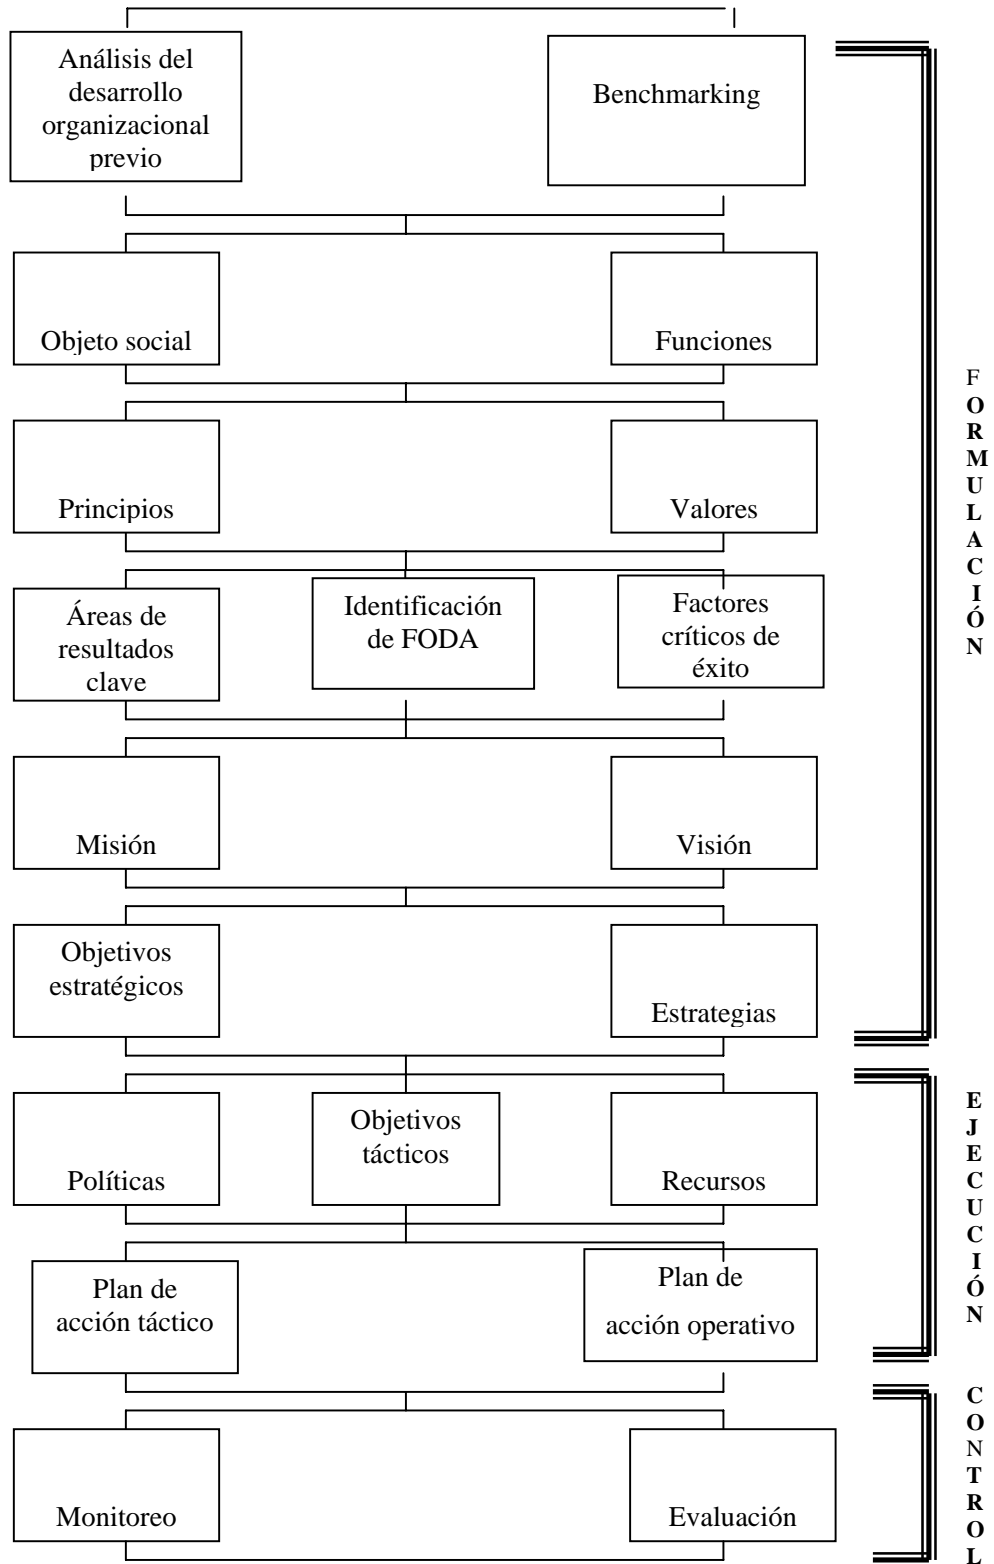 Análisis del
desarrollo
organizacional
previo
Benchmarking
Objeto social
Funciones
Principios
Valores
Áreas de
resultados
clave
Identificación
de FODA
Factores
críticos de
éxito
Misión
Visión
Objetivos
estratégicos
Estrategias
F
O
R
M
U
L
A
C
I
Ó
N
Políticas
Objetivos
tácticos
Recursos
Plan de
acción táctico
Plan de
acción operativo
E
J
E
C
U
C
I
Ó
N
Monitoreo
Evaluación
C
O
N
T
R
O
L